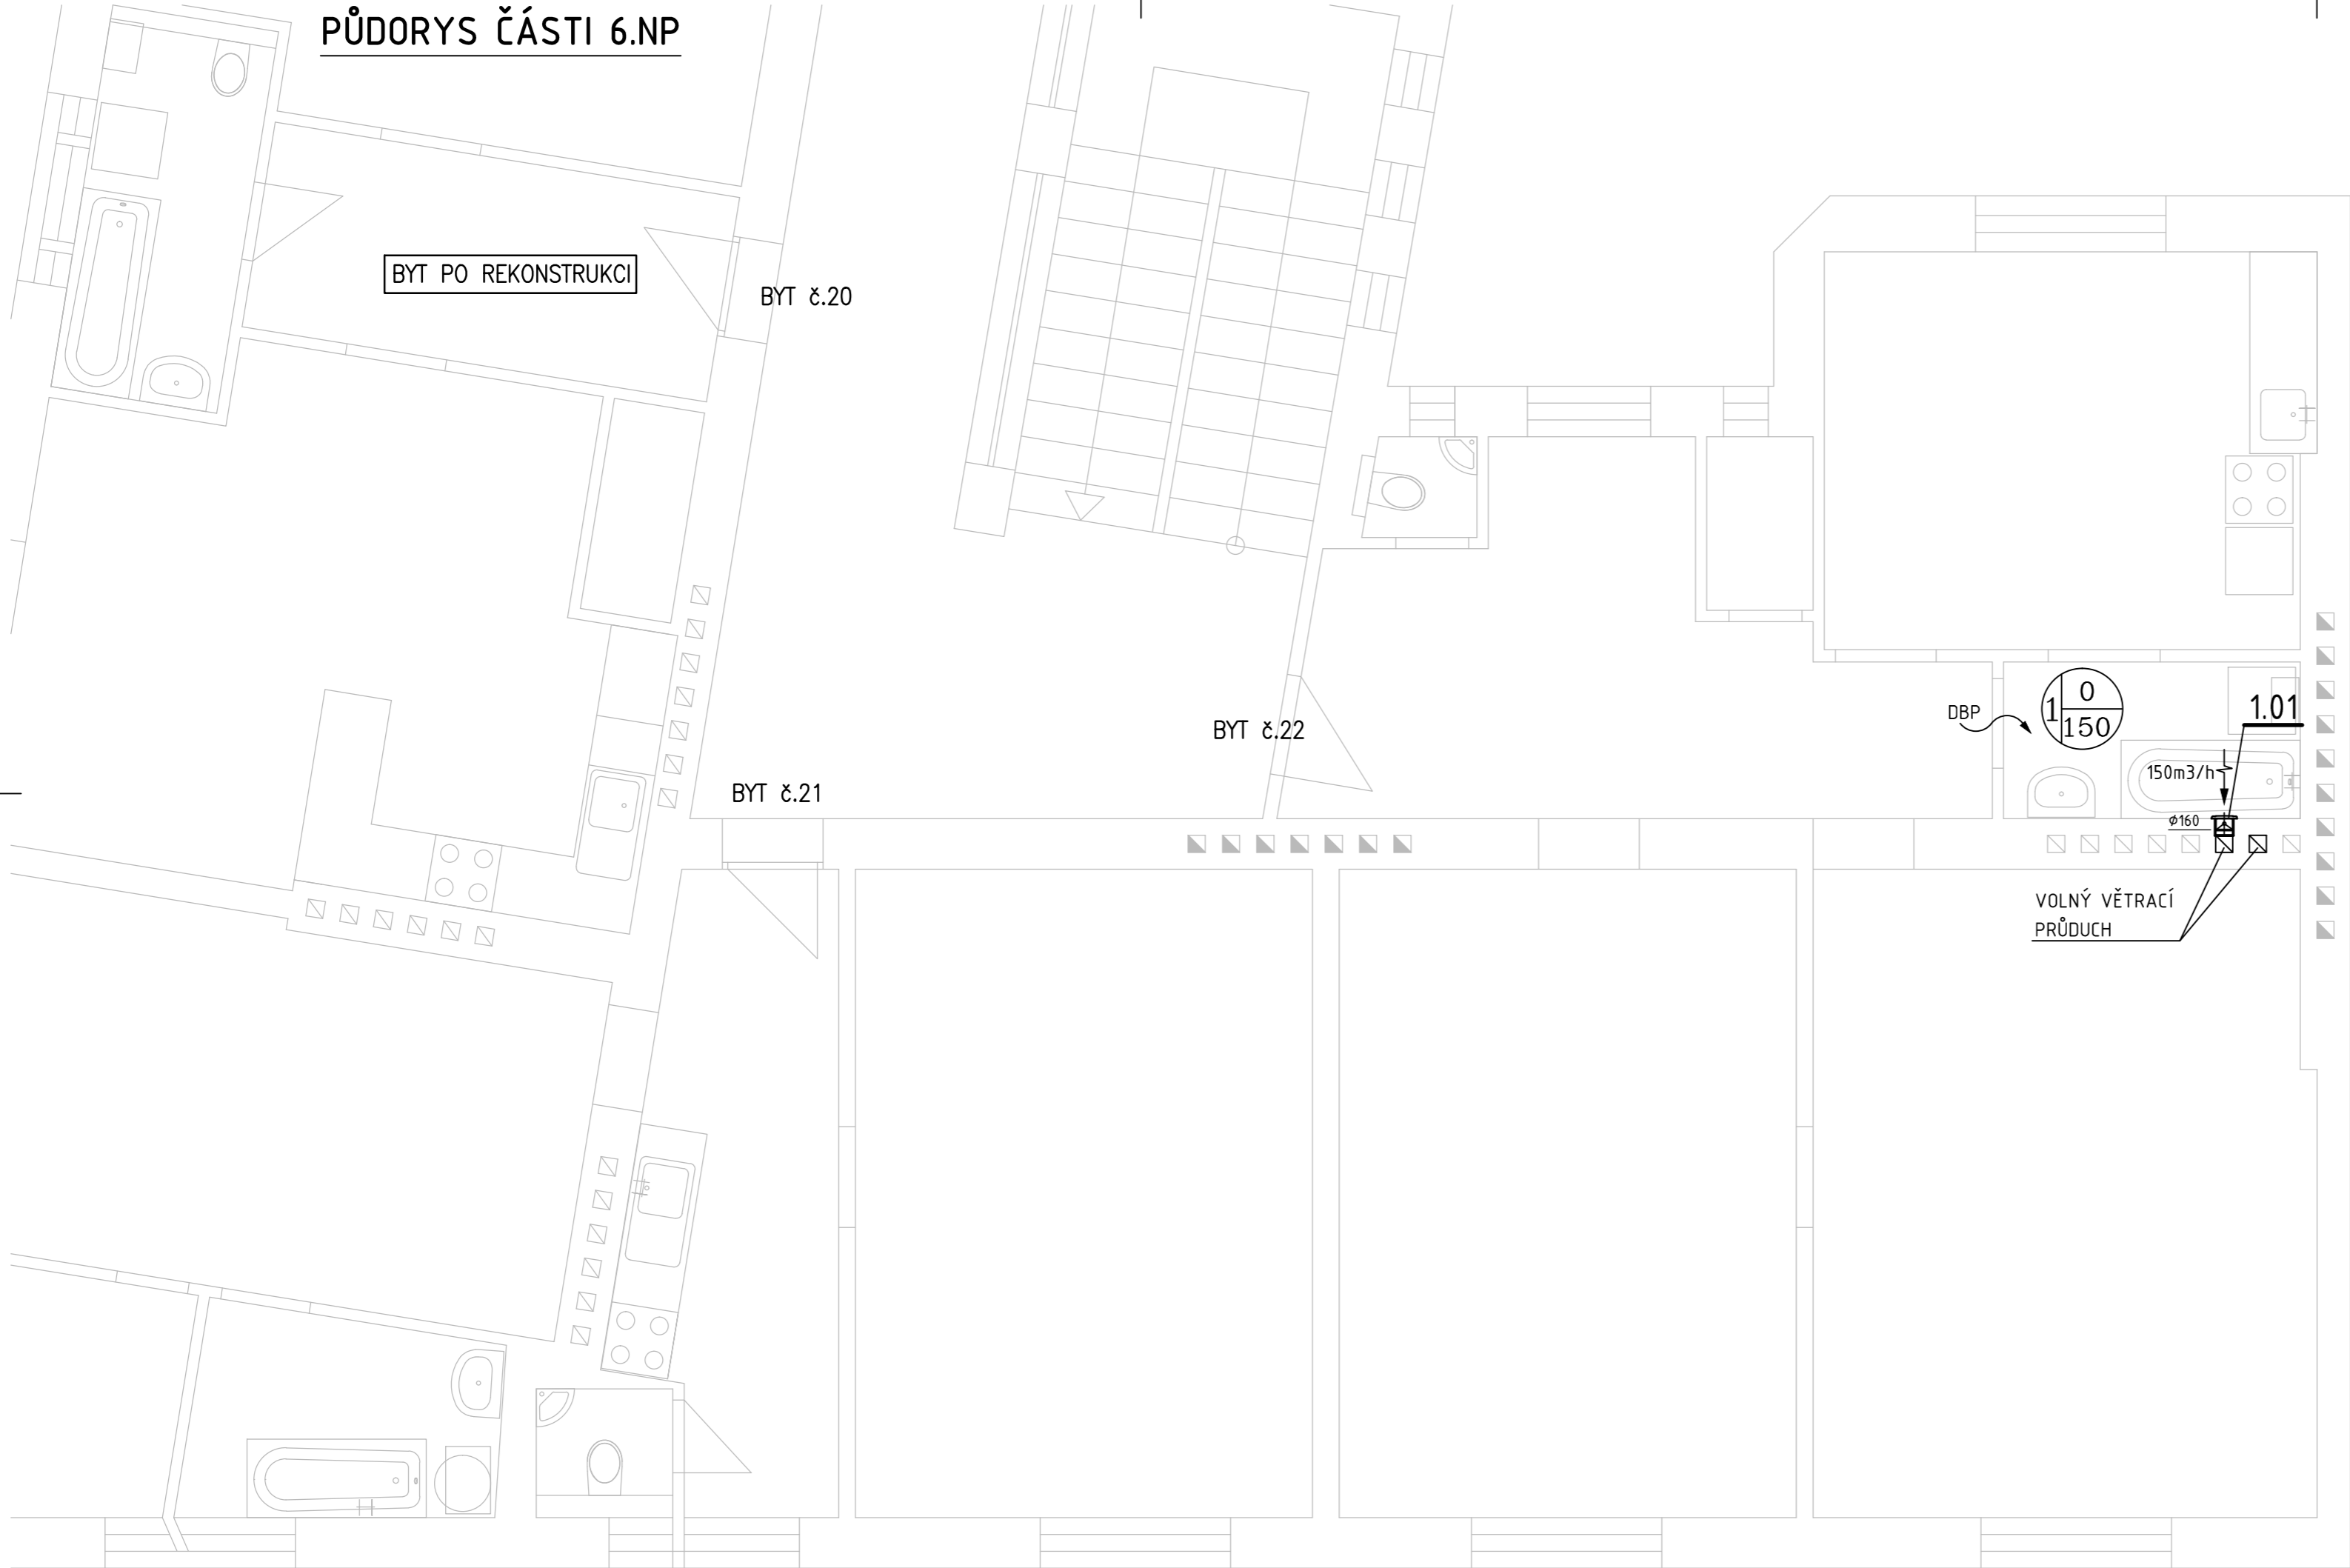 PŮDORYS ČÁSTI 6.NP
BYT PO REKONSTRUKCI
BYT č.20
BYT č.22
BYT č.21
DBP
1
0
150
1.01
150m3/h
ø160
VOLNÝ VĚTRACÍ
PRŮDUCH